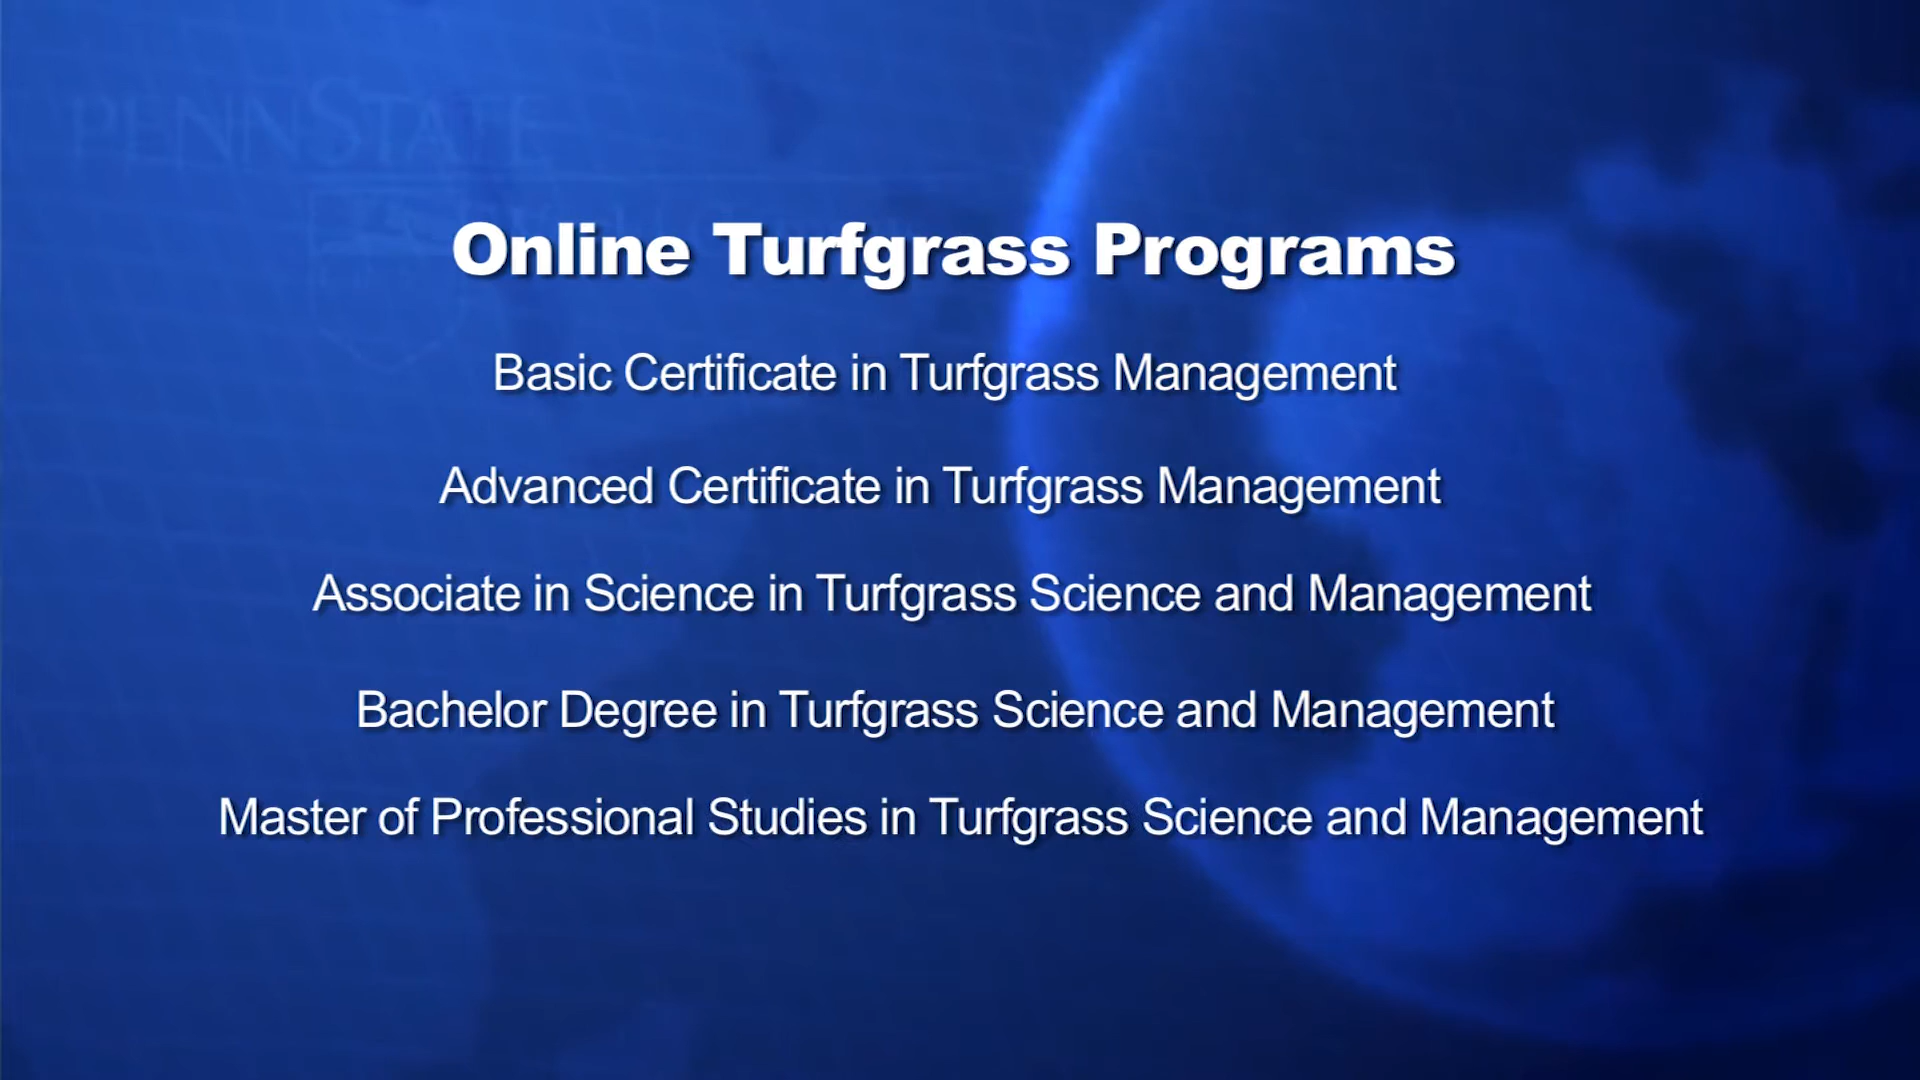 PENNSTATE
Online Turfgrass Programs
Basic Certificate in Turfgrass Management
Advanced Certificate in Turfgrass Management
Associate in Science in Turfgrass Science and Management
Bachelor Degree in Turfgrass Science and Management
Master of Professional Studies in Turfgrass Science and Management